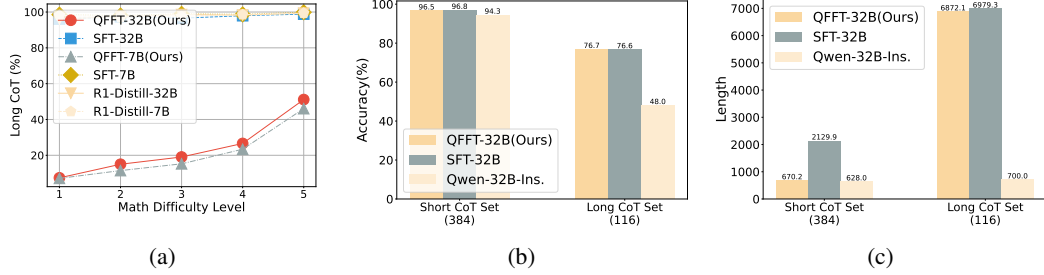 100
80
60
40
20
Long CoT (%)
QFFT-32B(Ours)
SFT-32B
QFFT-7B(Ours)
SFT-7B
R1-Distill-32B
R1-Distill-7B
1 2 3 4 5
Math Difficulty Level
(a)
100
80
60
40
20
0
Accuracy(%)
96.5 96.8 94.3
76.7 76.6 48.0
QFFT-32B(Ours)
SFT-32B
Qwen-32B-Ins.
Short CoT Set
(384)
Long CoT Set
(116)
(b)
7000
6000
5000
4000
3000
2000
1000
0
Length
QFFT-32B(Ours)
SFT-32B
Qwen-32B-Ins.
670.2 2129.9 628.0
6872.1 6979.3 700.0
Short CoT Set
(384)
Long CoT Set
(116)
(c)